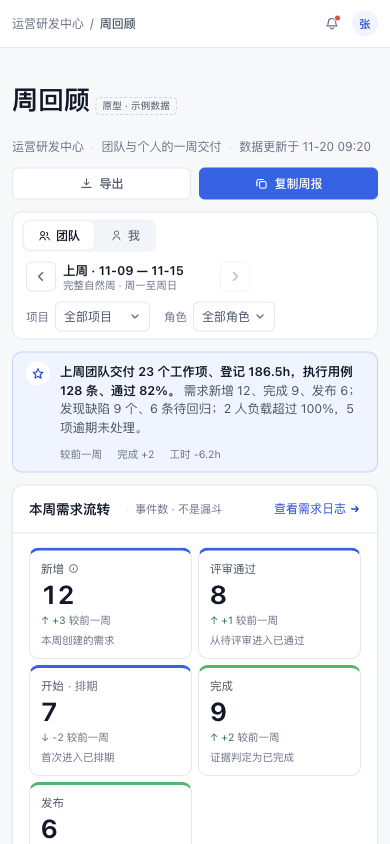 运营研发中心 / 周回顾
张
周回顾 原型 · 示例数据
运营研发中心 · 团队与个人的一周交付 · 数据更新于 11-20 09:20
导出
复制周报
团队
我
上周 · 11-09 — 11-15
完整自然周 · 周一至周日
项目 全部项目 角色 全部角色
上周团队交付 23 个工作项、登记 186.5h，执行用例
128 条、通过 82%。 需求新增 12、完成 9、发布 6；
发现缺陷 9 个、6 条待回归；2 人负载超过 100%，5
项逾期未处理。
较前一周 · 完成 +2 · 工时 -6.2h
本周需求流转 · 事件数 · 不是漏斗 查看需求日志 →
新增
12
↑ +3 较前一周
本周创建的需求
评审通过
8
↑ +1 较前一周
从待评审进入已通过
开始 · 排期
7
↓ -2 较前一周
首次进入已排期
完成
9
↑ +2 较前一周
证据判定为已完成
发布
6